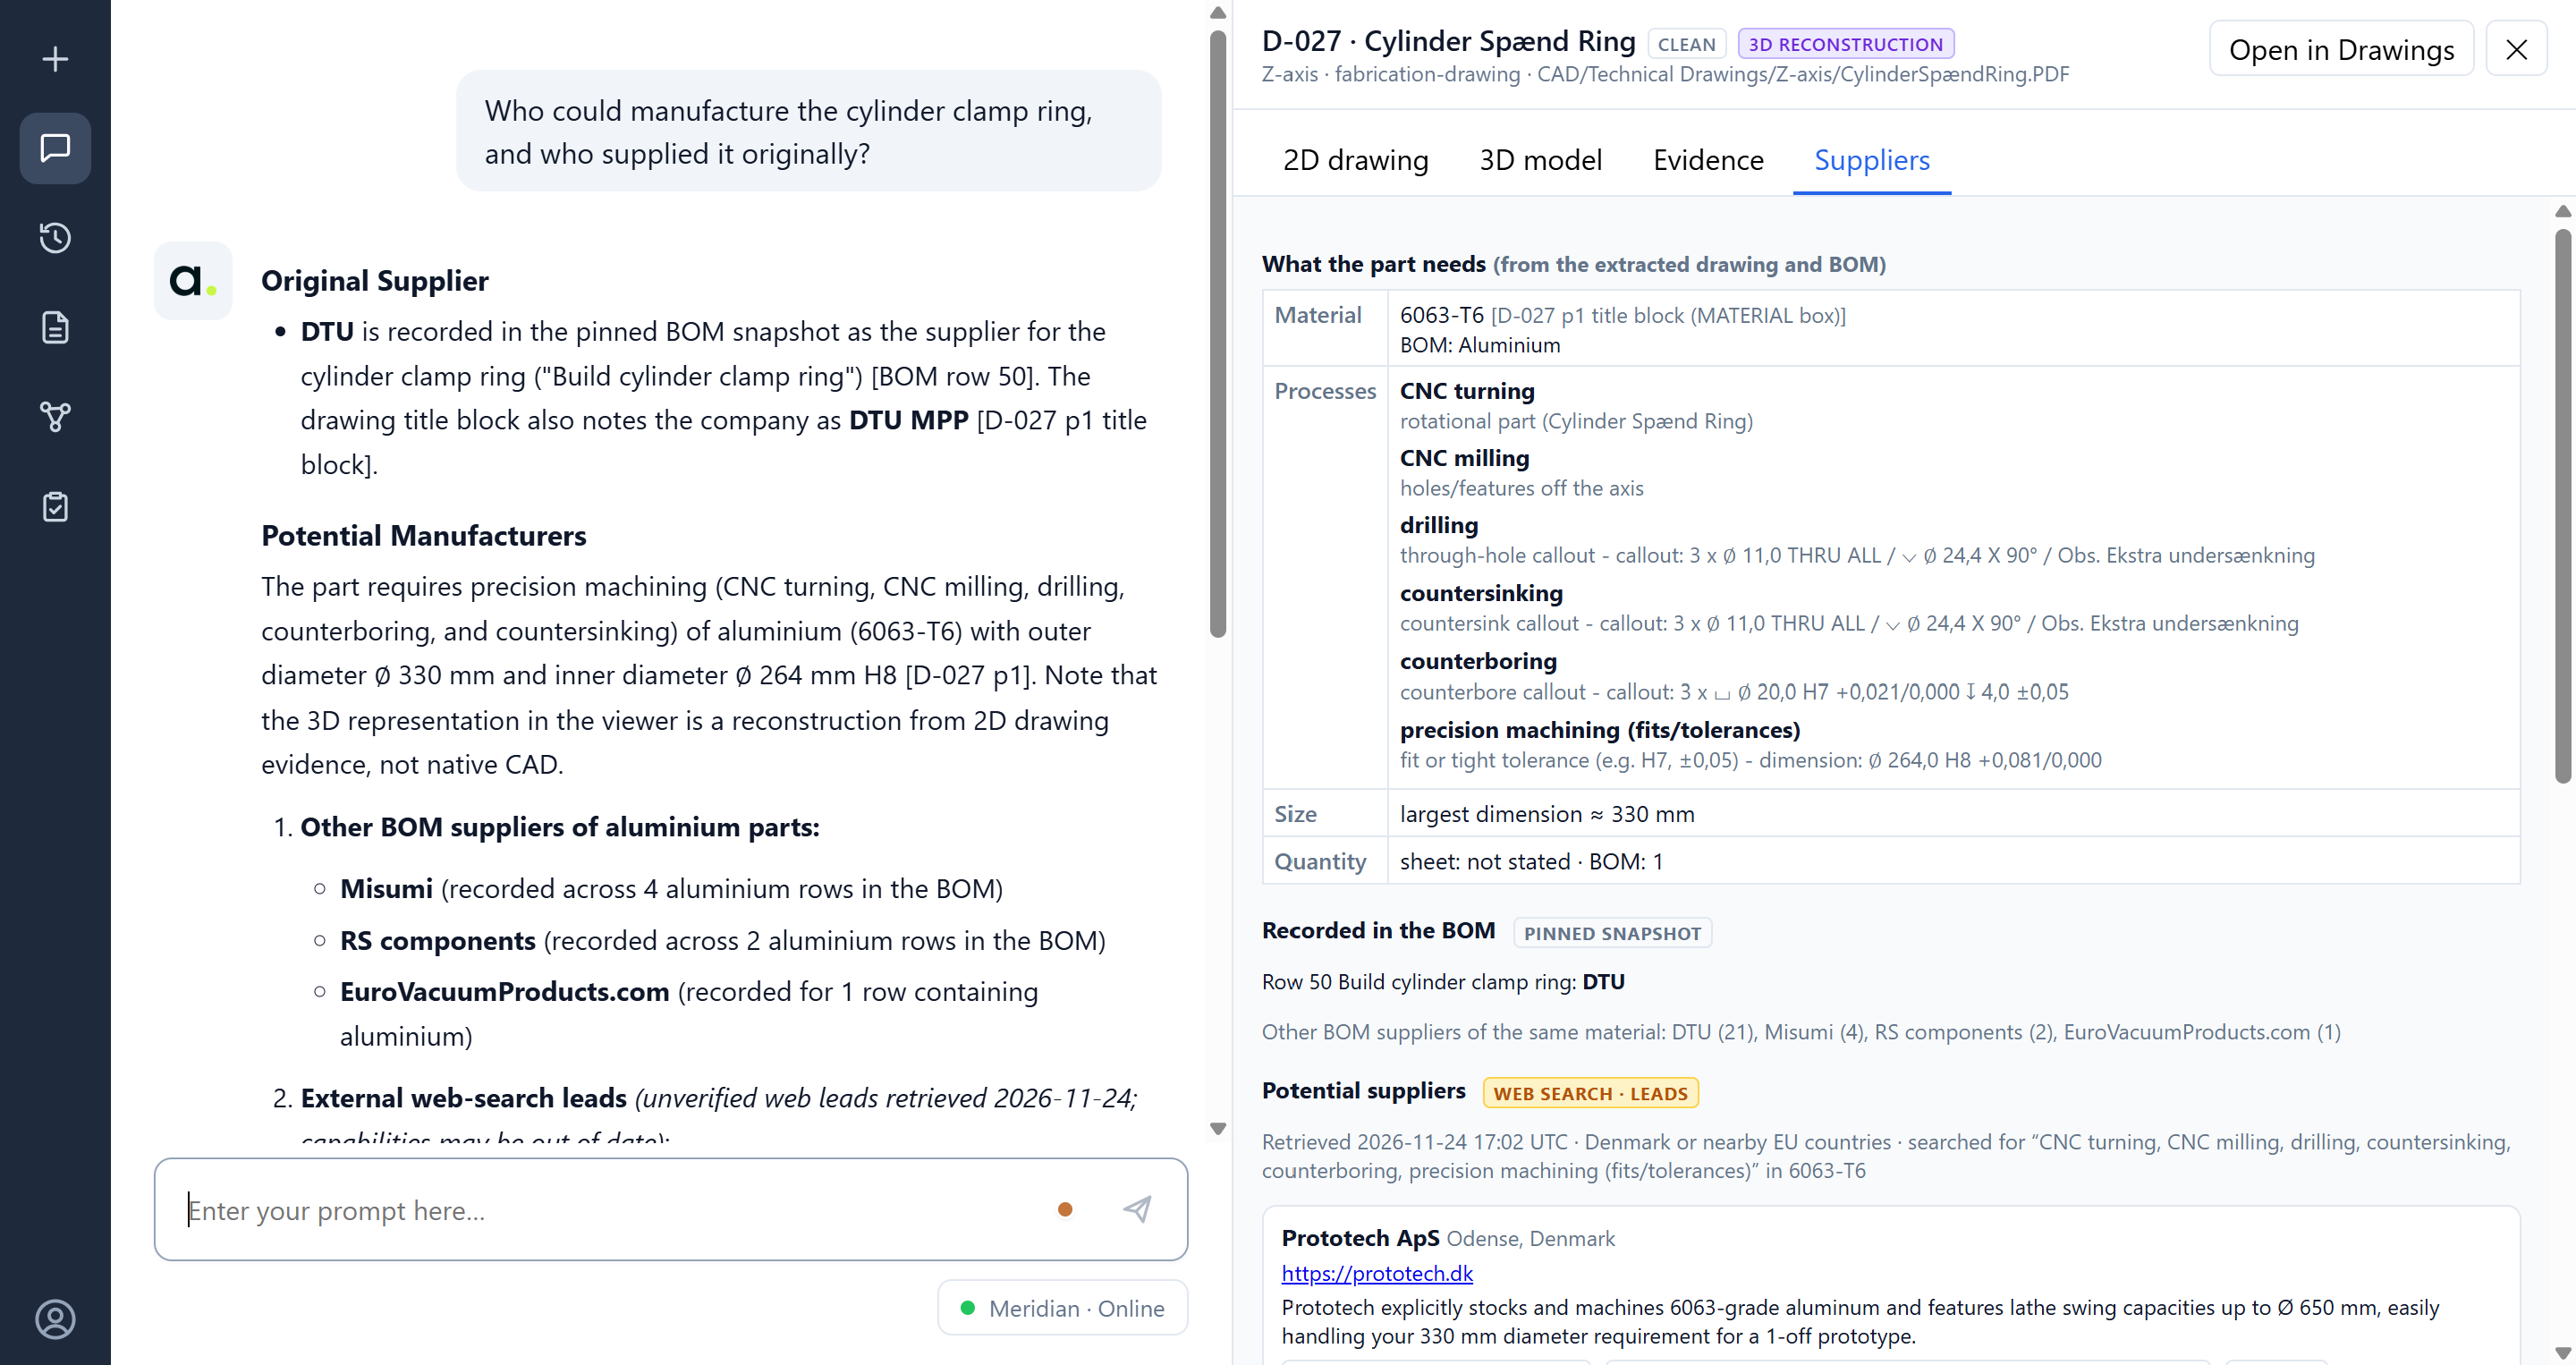 Who could manufacture the cylinder clamp ring,
and who supplied it originally?
a.
Original Supplier
• DTU is recorded in the pinned BOM snapshot as the supplier for the
cylinder clamp ring ("Build cylinder clamp ring") [BOM row 50]. The
drawing title block also notes the company as DTU MPP [D-027 p1 title
block].
Potential Manufacturers
The part requires precision machining (CNC turning, CNC milling, drilling,
counterboring, and countersinking) of aluminium (6063-T6) with outer
diameter Ø 330 mm and inner diameter Ø 264 mm H8 [D-027 p1]. Note that
the 3D representation in the viewer is a reconstruction from 2D drawing
evidence, not native CAD.
1. Other BOM suppliers of aluminium parts:
○ Misumi (recorded across 4 aluminium rows in the BOM)
○ RS components (recorded across 2 aluminium rows in the BOM)
○ EuroVacuumProducts.com (recorded for 1 row containing
aluminium)
2. External web-search leads (unverified web leads retrieved 2026-11-24;
capabilities may be out of date):
Enter your prompt here...
Meridian · Online
D-027 · Cylinder Spænd Ring CLEAN 3D RECONSTRUCTION
Z-axis · fabrication-drawing · CAD/Technical Drawings/Z-axis/CylinderSpændRing.PDF
Open in Drawings
2D drawing 3D model Evidence Suppliers
What the part needs (from the extracted drawing and BOM)
Material 6063-T6 [D-027 p1 title block (MATERIAL box)]
BOM: Aluminium
Processes CNC turning
rotational part (Cylinder Spænd Ring)
CNC milling
holes/features off the axis
drilling
through-hole callout - callout: 3 x Ø 11,0 THRU ALL / ⌵ Ø 24,4 X 90° / Obs. Ekstra undersænkning
countersinking
countersink callout - callout: 3 x Ø 11,0 THRU ALL / ⌵ Ø 24,4 X 90° / Obs. Ekstra undersænkning
counterboring
counterbore callout - callout: 3 x ⌴ Ø 20,0 H7 +0,021/0,000 ↧ 4,0 ±0,05
precision machining (fits/tolerances)
fit or tight tolerance (e.g. H7, ±0,05) - dimension: Ø 264,0 H8 +0,081/0,000
Size largest dimension ≈ 330 mm
Quantity sheet: not stated · BOM: 1
Recorded in the BOM PINNED SNAPSHOT
Row 50 Build cylinder clamp ring: DTU
Other BOM suppliers of the same material: DTU (21), Misumi (4), RS components (2), EuroVacuumProducts.com (1)
Potential suppliers WEB SEARCH · LEADS
Retrieved 2026-11-24 17:02 UTC · Denmark or nearby EU countries · searched for “CNC turning, CNC milling, drilling, countersinking,
counterboring, precision machining (fits/tolerances)” in 6063-T6
Prototech ApS Odense, Denmark
https://prototech.dk
Prototech explicitly stocks and machines 6063-grade aluminum and features lathe swing capacities up to Ø 650 mm, easily
handling your 330 mm diameter requirement for a 1-off prototype.